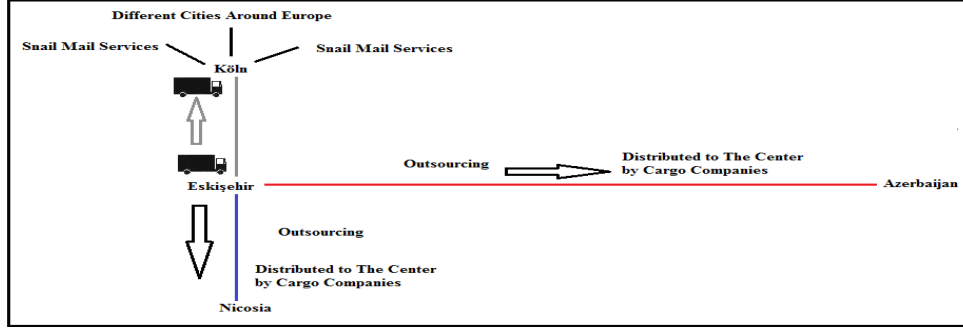 Different Cities Around Europe
Snail Mail Services
Snail Mail Services
Köln
Outsourcing
Distributed to The Center
by Cargo Companies
Eskişehir
Azerbaijan
Outsourcing
Distributed to The Center
by Cargo Companies
Nicosia